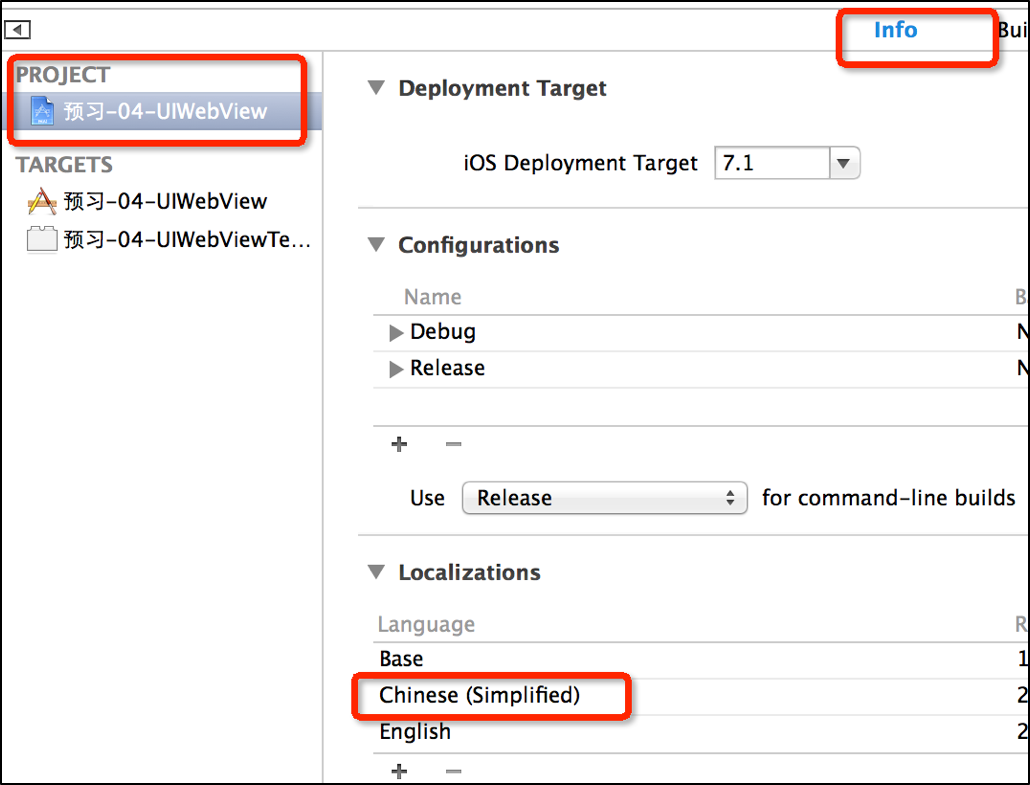 Info
Bui
PROJECT
预习-04-UIWebView
TARGETS
预习-04-UIWebView
预习-04-UIWebViewTe...
Deployment Target
iOS Deployment Target 7.1
Configurations
Name B
Debug N
Release N
Use Release for command-line builds
Localizations
Language R
Base 1
Chinese (Simplified) 2
English 2